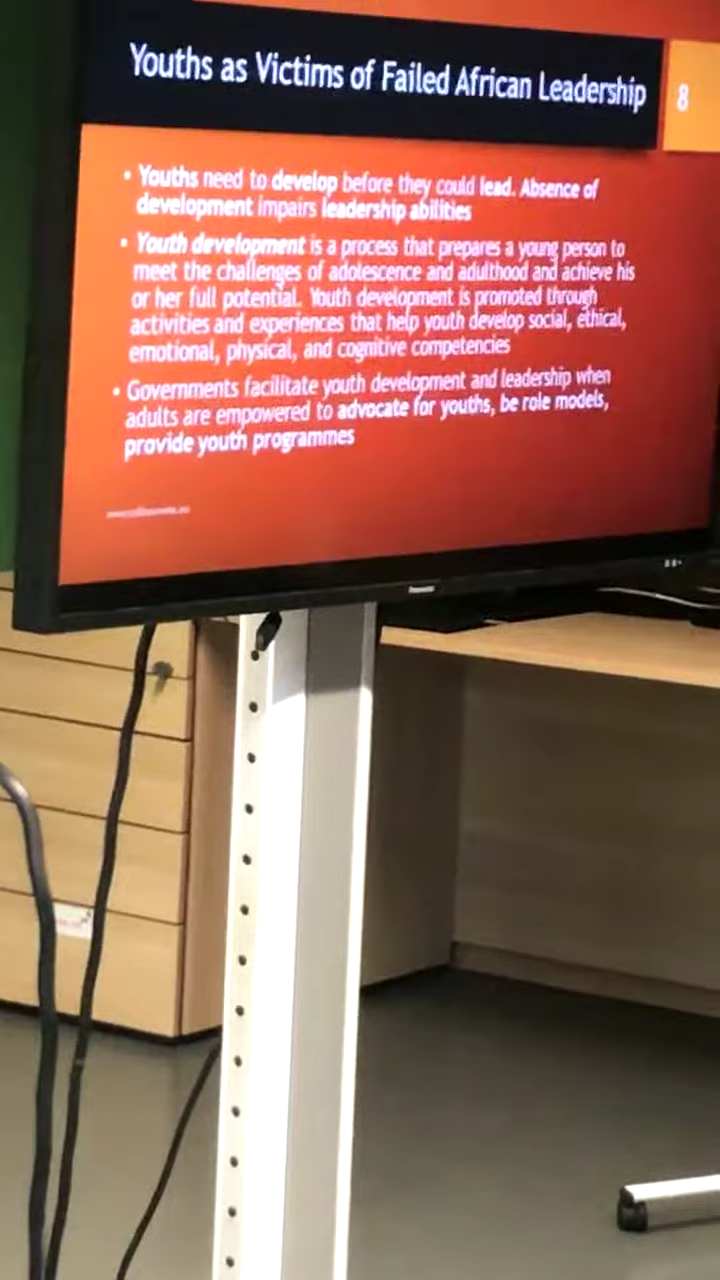 Youths as Victims of Failed African Leadership
8
• Youths need to develop before they could lead. Absence of
development impairs leadership abilities
• Youth development is a process that prepares a young person to
meet the challenges of adolescence and adulthood and achieve his
or her full potential. Youth development is promoted through
activities and experiences that help youth develop social, ethical,
emotional, physical, and cognitive competencies
• Governments facilitate youth development and leadership when
adults are empowered to advocate for youths, be role models,
provide youth programmes
Panasonic